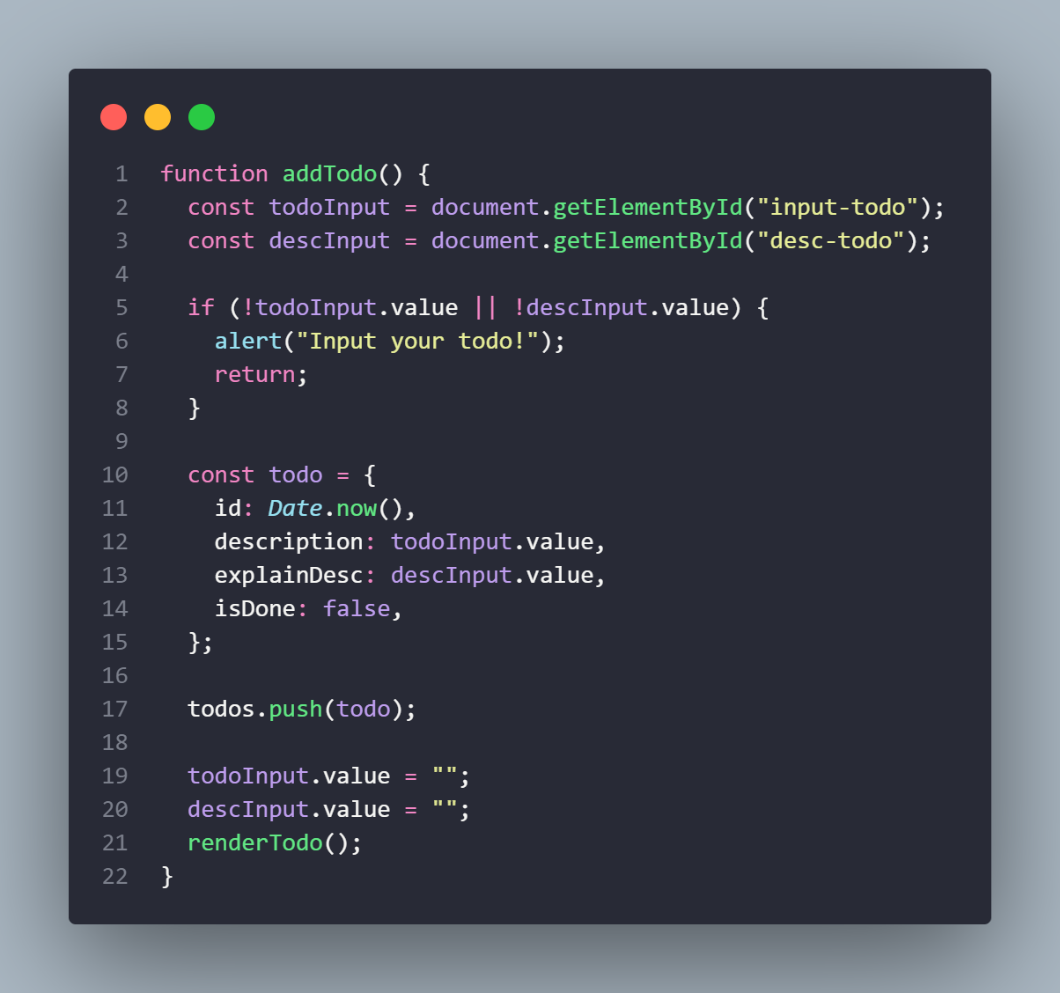 1 function addTodo() {
2   const todoInput = document.getElementById("input-todo");
3   const descInput = document.getElementById("desc-todo");
4
5   if (!todoInput.value || !descInput.value) {
6     alert("Input your todo!");
7     return;
8   }
9
10   const todo = {
11     id: Date.now(),
12     description: todoInput.value,
13     explainDesc: descInput.value,
14     isDone: false,
15   };
16
17   todos.push(todo);
18
19   todoInput.value = "";
20   descInput.value = "";
21   renderTodo();
22 }